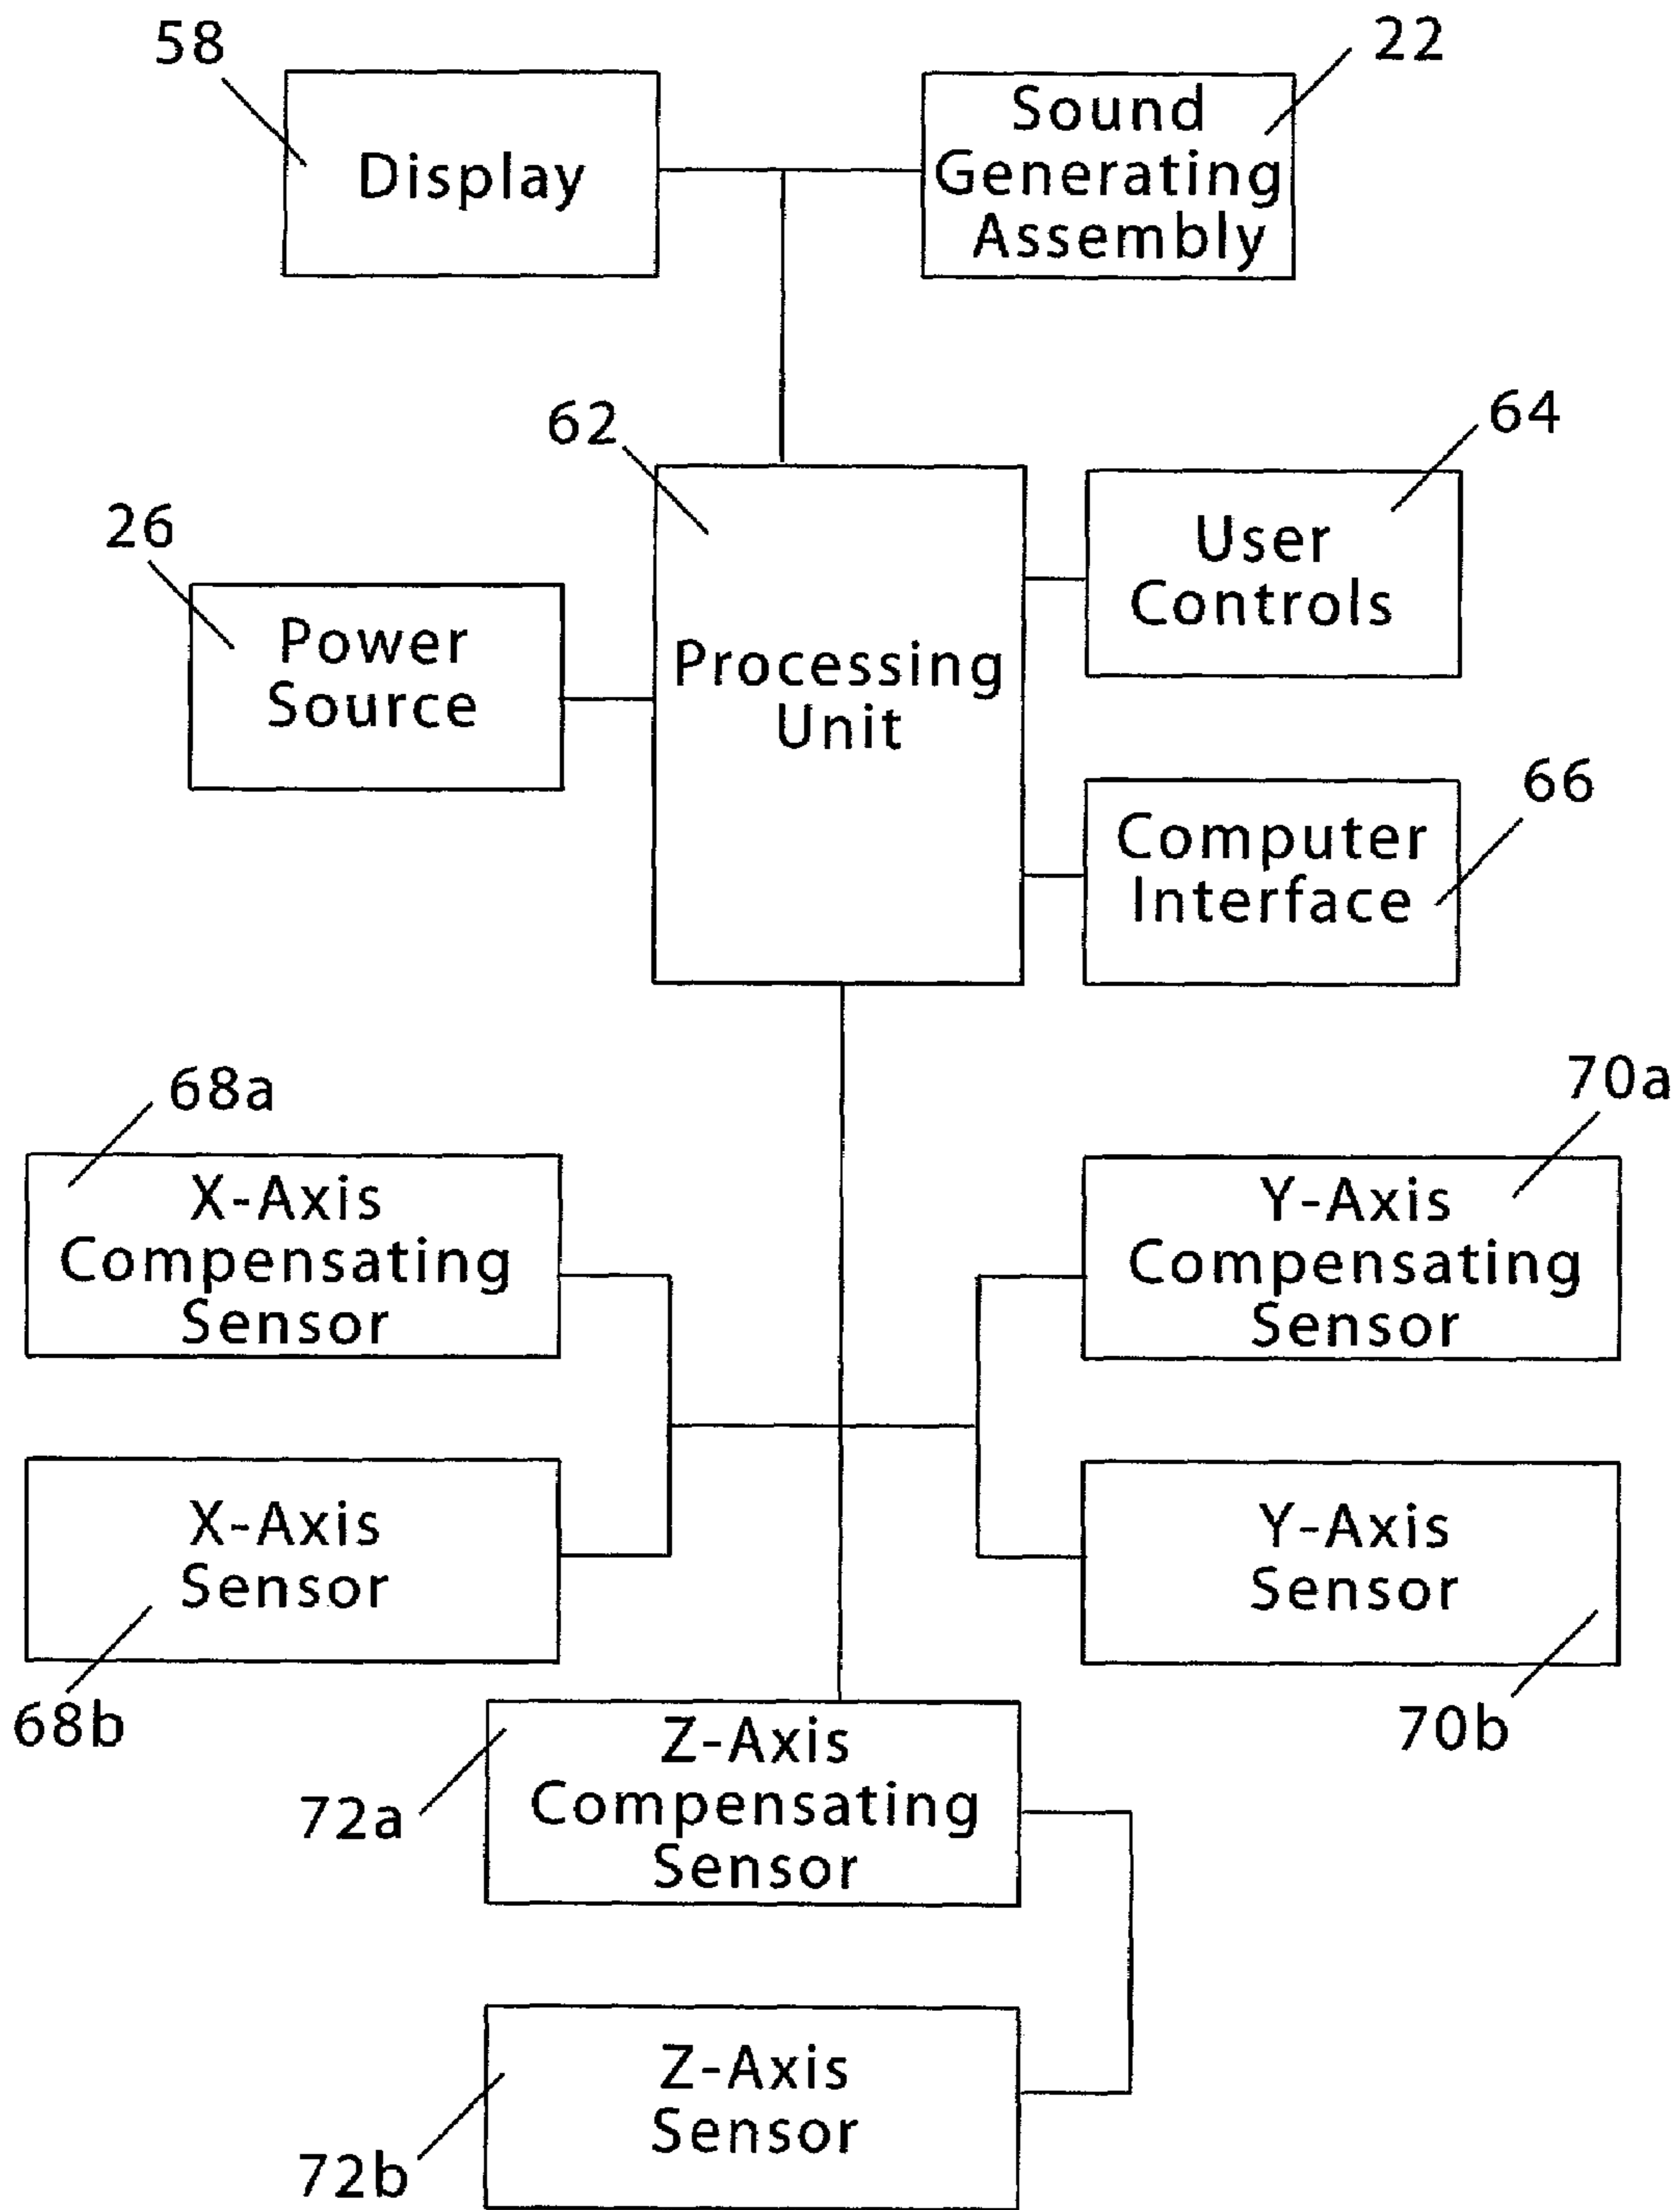 58
22
Display
Sound
Generating
Assembly
62
64
26
User
Controls
Power
Source
Processing
Unit
66
Computer
Interface
68a
70a
X-Axis
Compensating
Sensor
Y-Axis
Compensating
Sensor
X-Axis
Sensor
Y-Axis
Sensor
68b
70b
72a
Z-Axis
Compensating
Sensor
Z-Axis
Sensor
72b